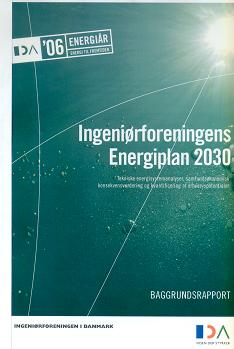 IDA '06 ENERGIÅR
ENERGI TIL FREMTIDEN
Ingeniørforeningens
Energiplan 2030
Tekniske energisystemanalyser, samfundsøkonomisk
konsekvensvurdering og kvantificering af erhvervspotentialer
BAGGRUNDSRAPPORT
INGENIØRFORENINGEN I DANMARK
IDA
VIDEN DER STYRKER